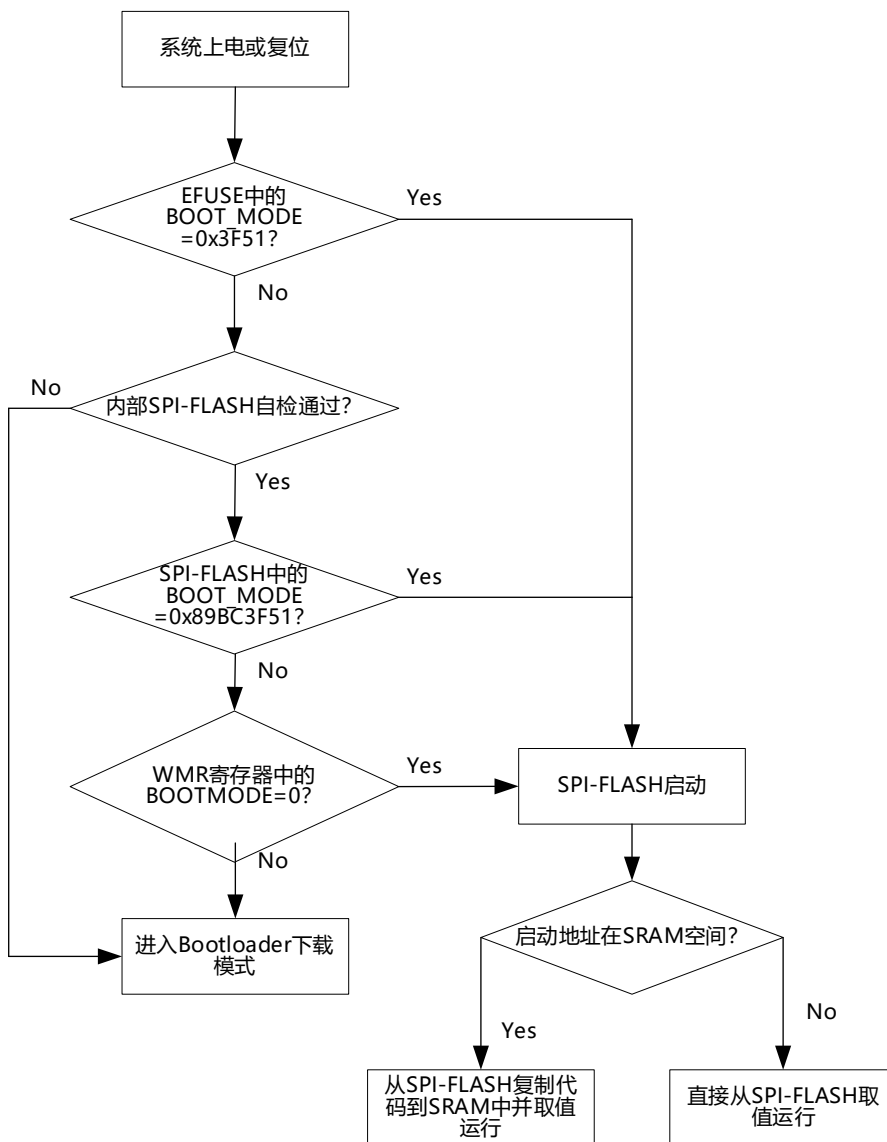 系统上电或复位
EFUSE中的
BOOT_MODE
=0x3F51？
Yes
No
No
内部SPI-FLASH自检通过？
Yes
SPI-FLASH中的
BOOT_MODE
=0x89BC3F51？
Yes
No
WMR寄存器中的
BOOTMODE=0？
Yes
SPI-FLASH启动
No
进入Bootloader下载
模式
启动地址在SRAM空间？
Yes
No
从SPI-FLASH复制代
码到SRAM中并取值
运行
直接从SPI-FLASH取
值运行